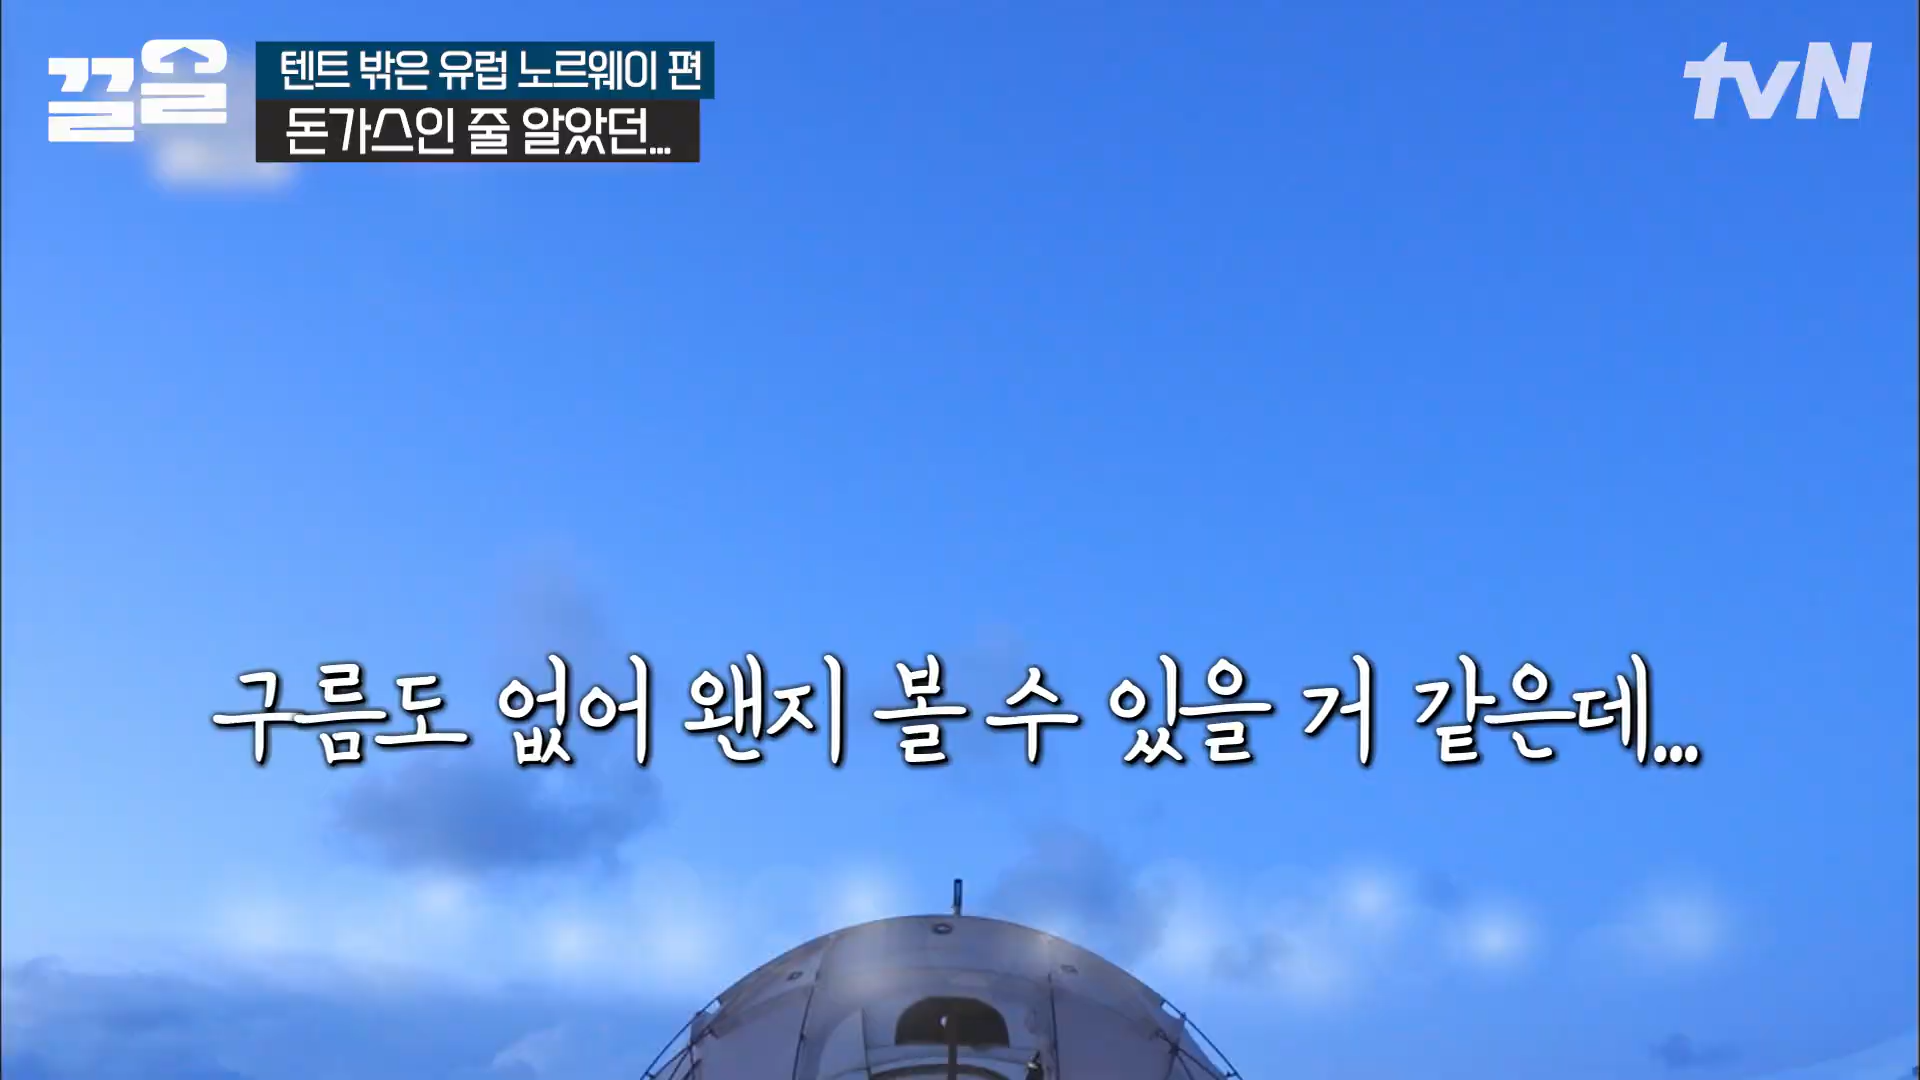 끌올
텐트 밖은 유럽 노르웨이 편
돈가스인 줄 알았던...
tvN
구름도 없어 왠지 볼 수 있을 거 같은데...